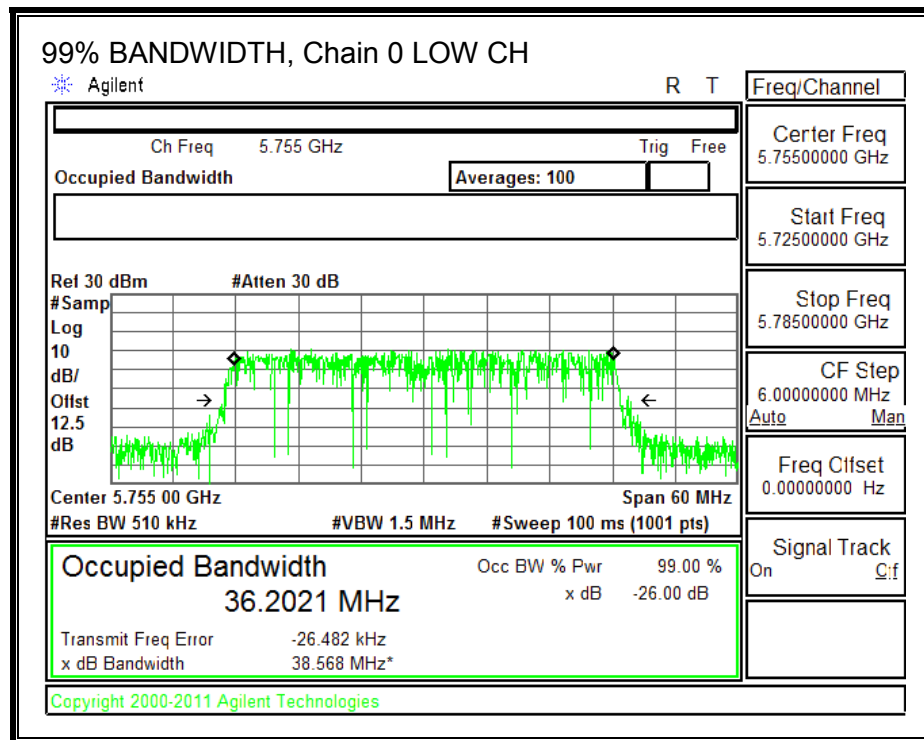 99% BANDWIDTH, Chain 0 LOW CH
Agilent R T
Ch Freq 5.755 GHz Trig Free
Occupied Bandwidth Averages: 100
Ref 30 dBm #Atten 30 dB
#Samp
Log
10
dB/
Offst
12.5
dB
Center 5.755 00 GHz Span 60 MHz
#Res BW 510 kHz #VBW 1.5 MHz #Sweep 100 ms (1001 pts)
Occupied Bandwidth Occ BW % Pwr 99.00 %
36.2021 MHz x dB -26.00 dB
Transmit Freq Error -26.482 kHz
x dB Bandwidth 38.568 MHz*
Copyright 2000-2011 Agilent Technologies
Freq/Channel
Center Freq
5.75500000 GHz
Start Freq
5.72500000 GHz
Stop Freq
5.78500000 GHz
CF Step
6.00000000 MHz
Auto Man
Freq Offset
0.00000000 Hz
Signal Track
On Off